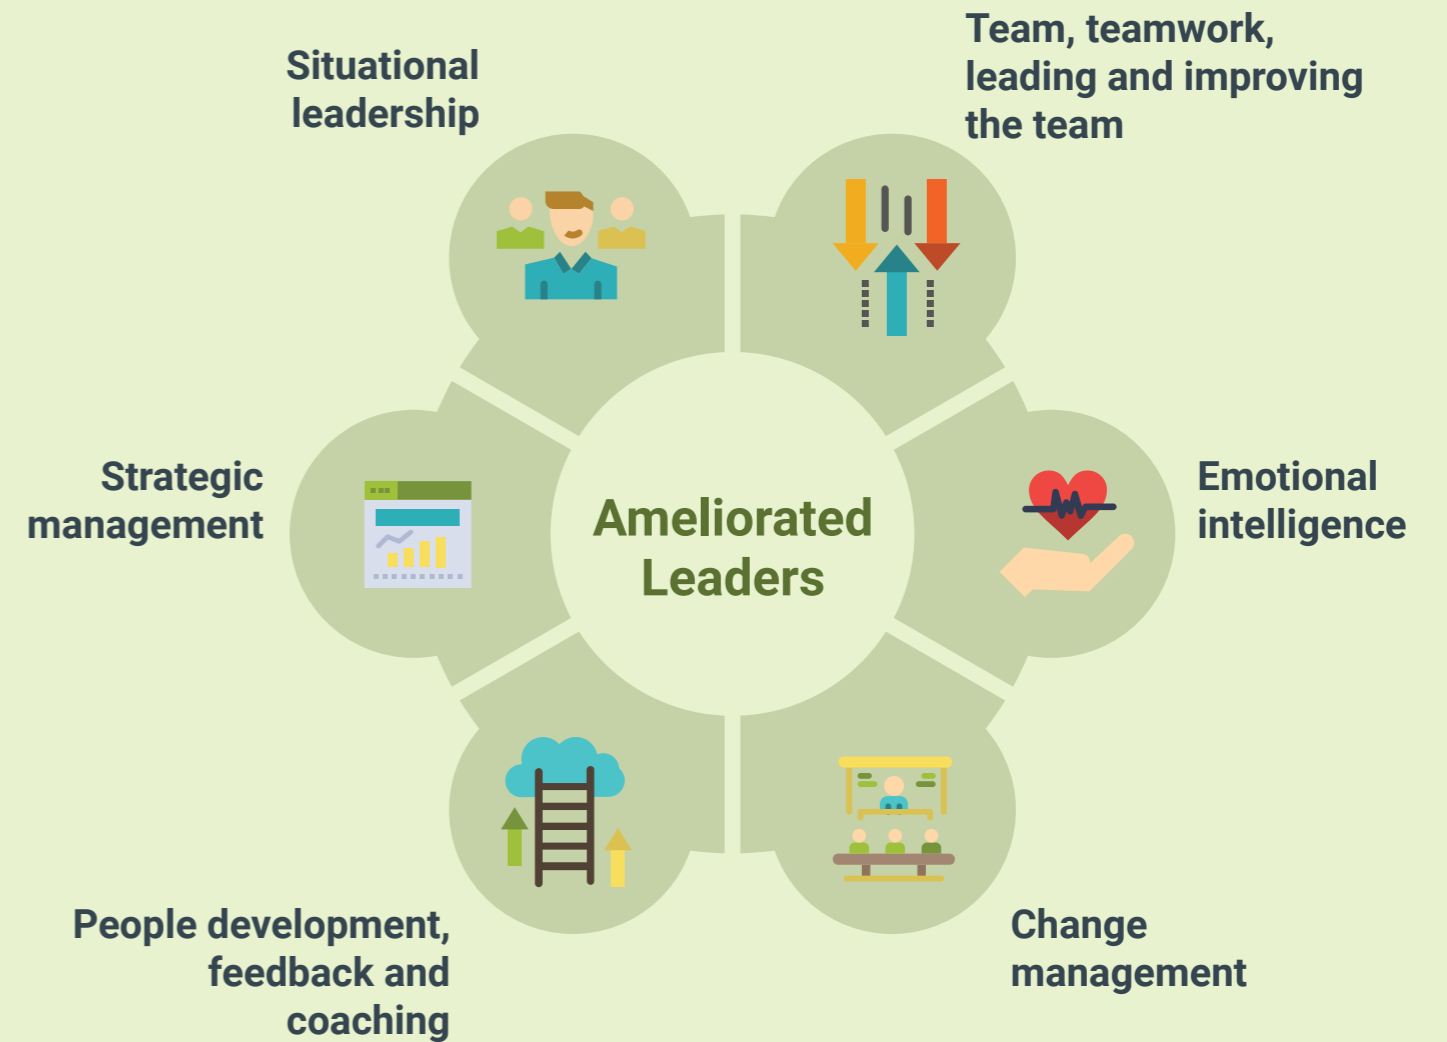 Situational
leadership
Team, teamwork,
leading and improving
the team
Strategic
management
Ameliorated
Leaders
Emotional
intelligence
People development,
feedback and
coaching
Change
management